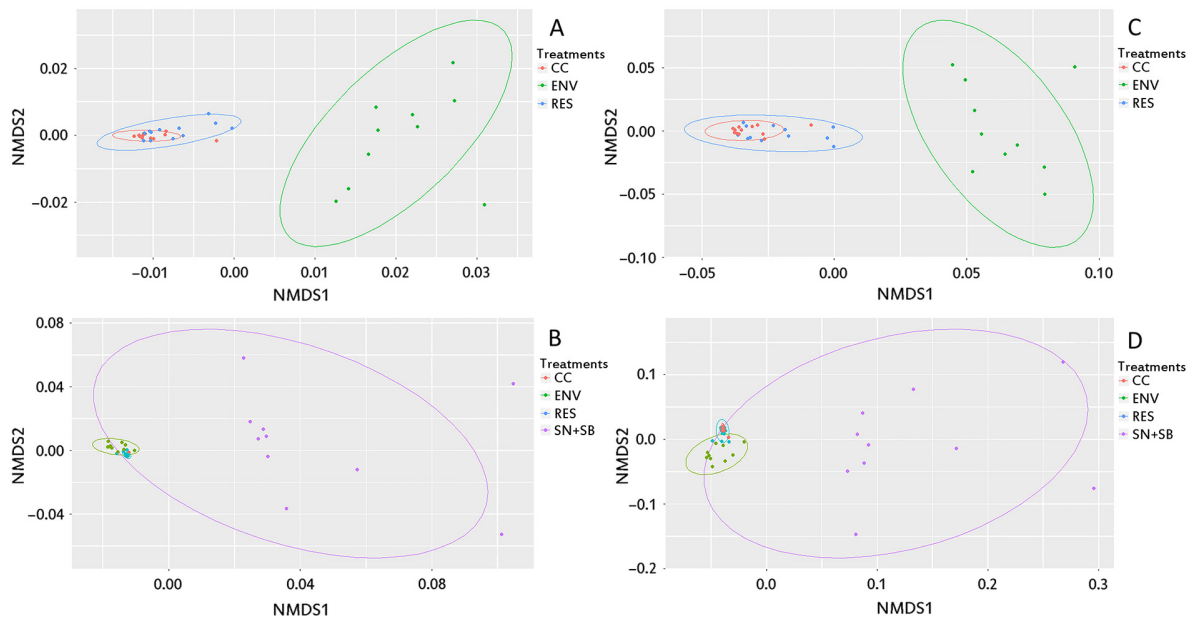 A
NMDS2
0.02
0.00
−0.02
−0.01
0.00
0.01
0.02
0.03
NMDS1
Treatments
CC
ENV
RES
C
NMDS2
0.05
0.00
−0.05
−0.10
−0.05
0.00
0.05
0.10
NMDS1
Treatments
CC
ENV
RES
B
NMDS2
0.08
0.04
0.00
−0.04
0.00
0.04
0.08
NMDS1
Treatments
CC
ENV
RES
SN+SB
D
NMDS2
0.1
0.0
−0.1
−0.2
0.0
0.1
0.2
0.3
NMDS1
Treatments
CC
ENV
RES
SN+SB